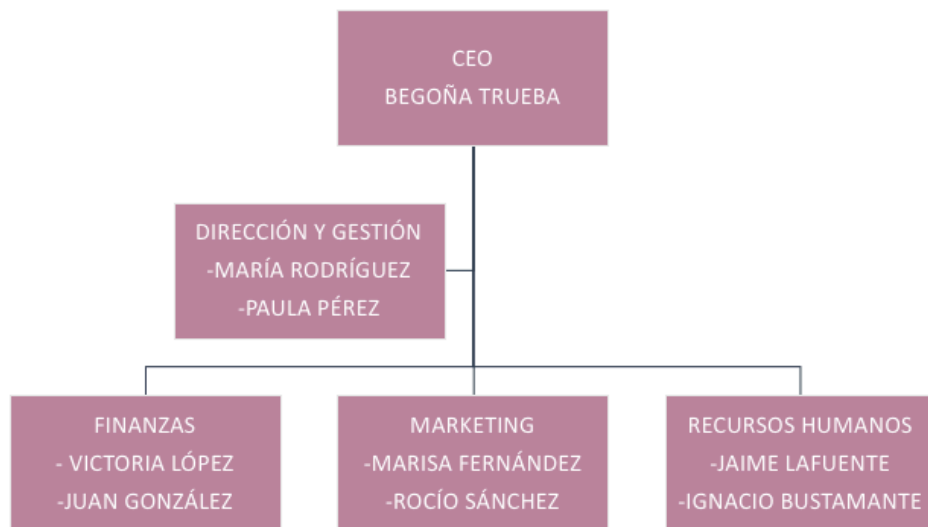 CEO
BEGOÑA TRUEBA
DIRECCIÓN Y GESTIÓN
-MARÍA RODRÍGUEZ
-PAULA PÉREZ
FINANZAS
- VICTORIA LÓPEZ
-JUAN GONZÁLEZ
MARKETING
-MARISA FERNÁNDEZ
-ROCÍO SÁNCHEZ
RECURSOS HUMANOS
-JAIME LAFUENTE
-IGNACIO BUSTAMANTE